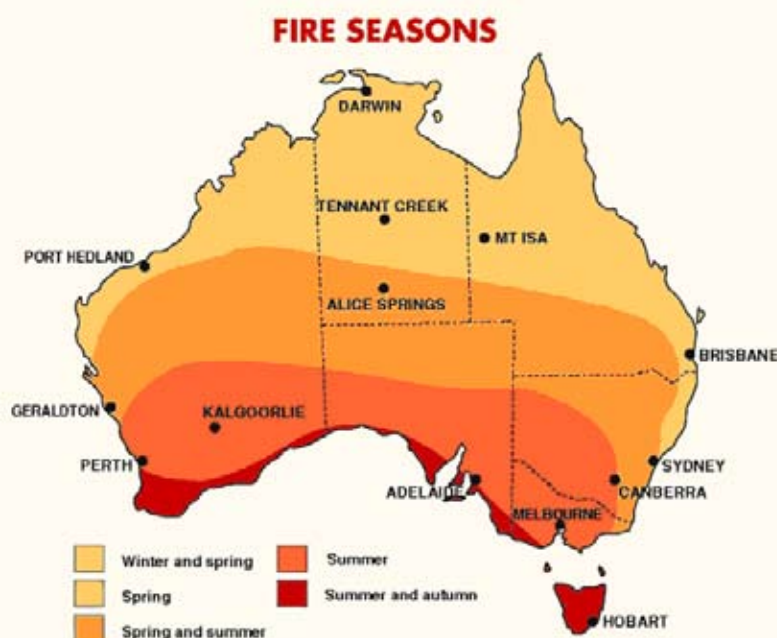 FIRE SEASONS
DARWIN
TENNANT CREEK
MT ISA
PORT HEDLAND
ALICE SPRINGS
BRISBANE
GERALDTON
KALGOORLIE
PERTH
SYDNEY
ADELAIDE
CANBERRA
MELBOURNE
Winter and spring
Summer
Spring
Summer and autumn
Spring and summer
HOBART